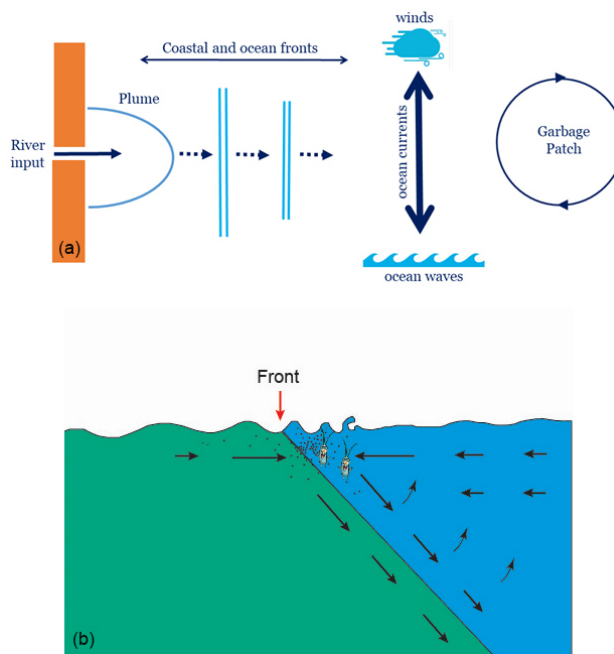 winds
Coastal and ocean fronts
Plume
River
input
ocean currents
Garbage
Patch
(a)
ocean waves
Front
(b)